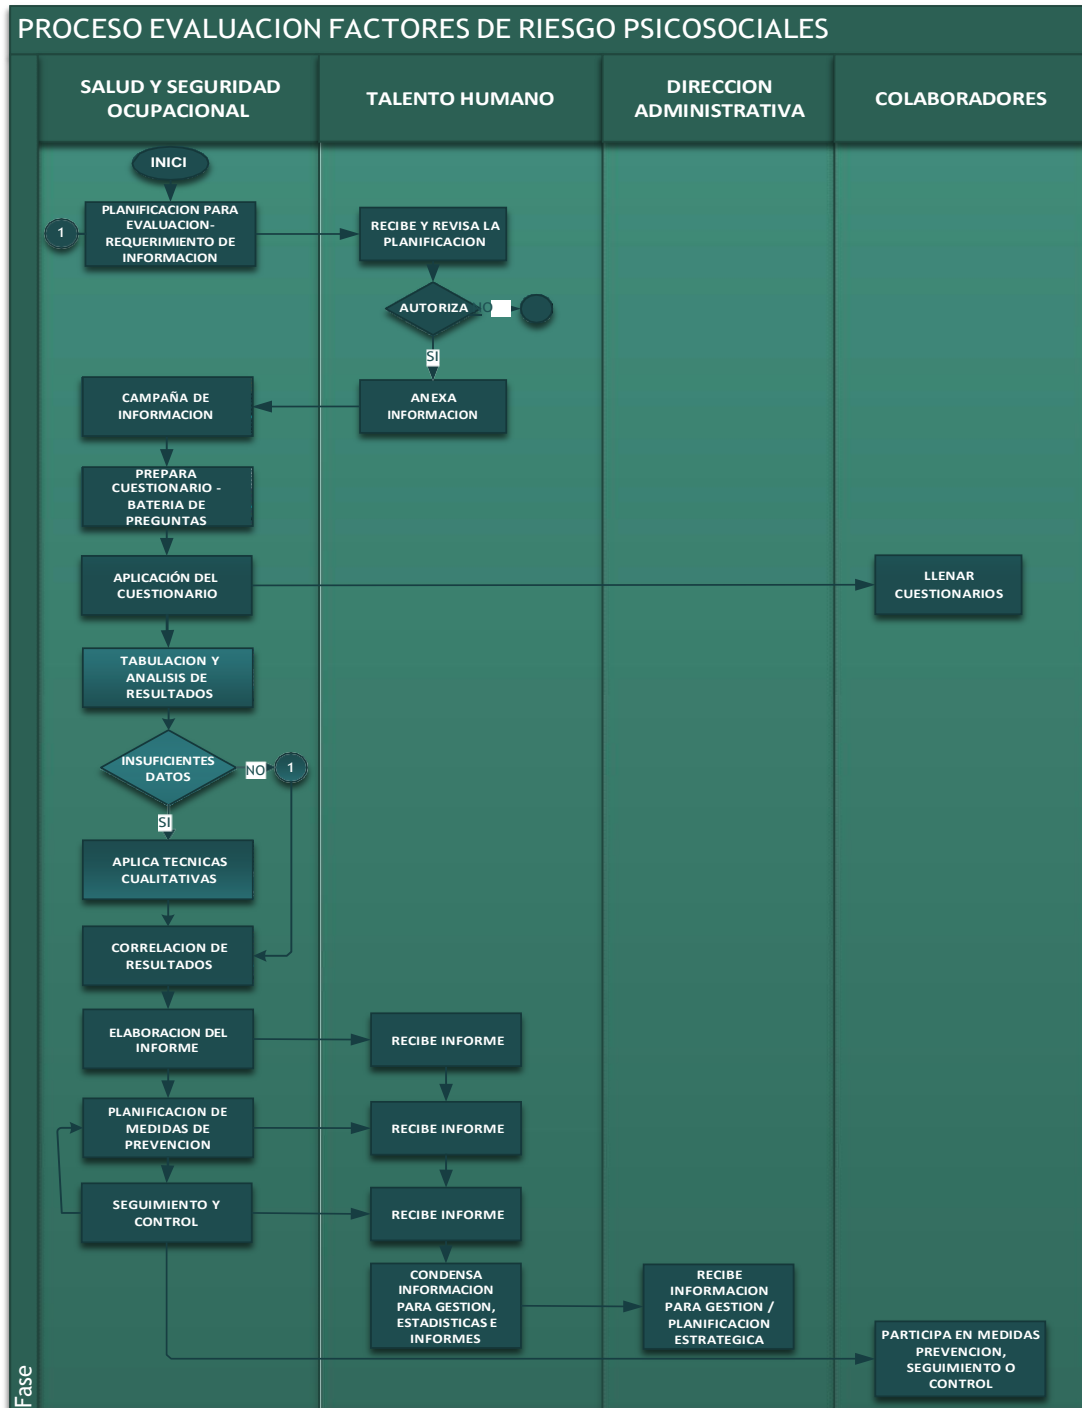 PROCESO EVALUACION FACTORES DE RIESGO PSICOSOCIALES
SALUD Y SEGURIDAD
OCUPACIONAL
TALENTO HUMANO
DIRECCION
ADMINISTRATIVA
COLABORADORES
INICI
1
PLANIFICACION PARA
EVALUACION-
REQUERIMIENTO DE
INFORMACION
RECIBE Y REVISA LA
PLANIFICACION
AUTORIZA
SI
CAMPAÑA DE
INFORMACION
ANEXA
INFORMACION
PREPARA
CUESTIONARIO -
BATERIA DE
PREGUNTAS
APLICACIÓN DEL
CUESTIONARIO
LLENAR
CUESTIONARIOS
TABULACION Y
ANALISIS DE
RESULTADOS
INSUFICIENTES
DATOS
NO
1
SI
APLICA TECNICAS
CUALITATIVAS
CORRELACION DE
RESULTADOS
ELABORACION DEL
INFORME
RECIBE INFORME
PLANIFICACION DE
MEDIDAS DE
PREVENCION
RECIBE INFORME
SEGUIMIENTO Y
CONTROL
RECIBE INFORME
CONDENSA
INFORMACION
PARA GESTION,
ESTADISTICAS E
INFORMES
RECIBE
INFORMACION
PARA GESTION /
PLANIFICACION
ESTRATEGICA
PARTICIPA EN MEDIDAS
PREVENCION,
SEGUIMIENTO O
CONTROL
Fase